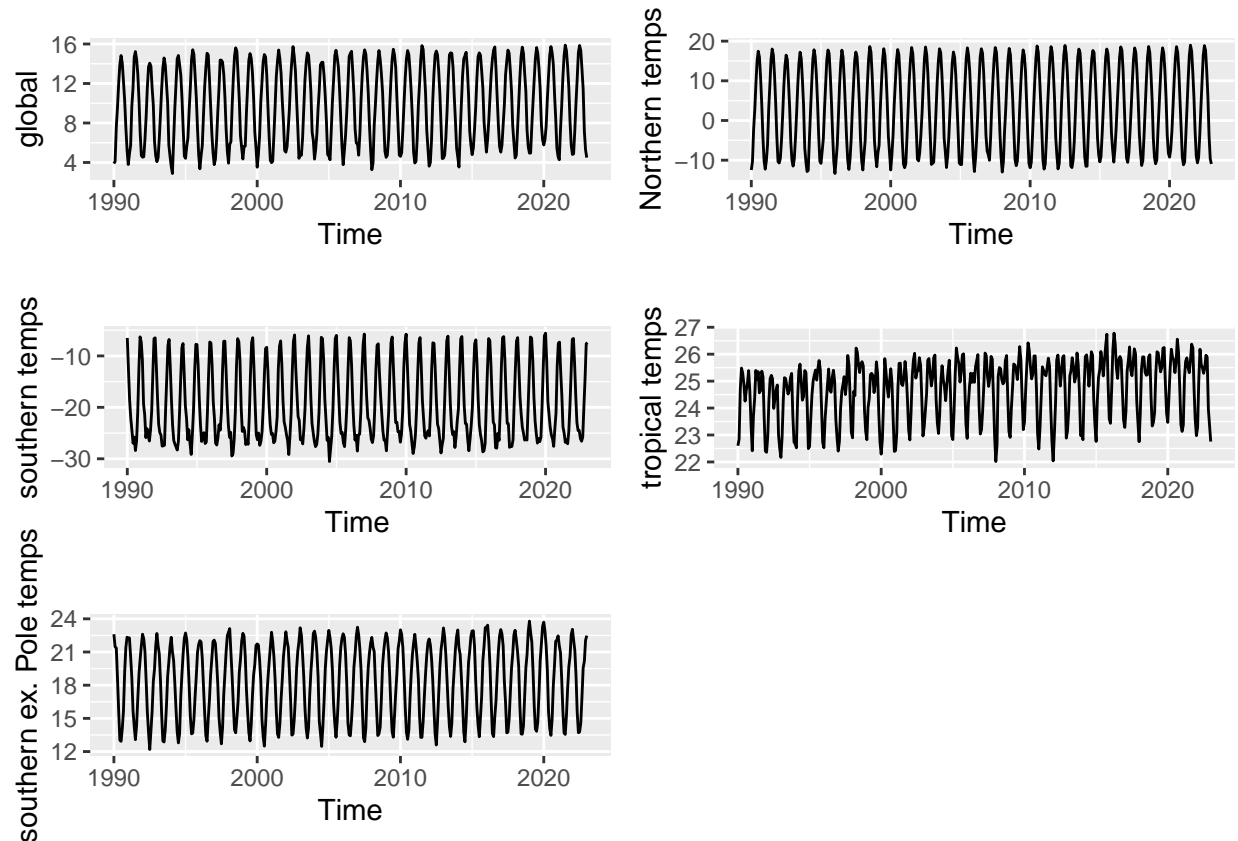 global
16
12
8
4
1990 2000 2010 2020
Time
Northern temps
20
10
0
−10
1990 2000 2010 2020
Time
southern temps
−10
−20
−30
1990 2000 2010 2020
Time
tropical temps
27
26
25
24
23
22
1990 2000 2010 2020
Time
southern ex. Pole temps
24
21
18
15
12
1990 2000 2010 2020
Time